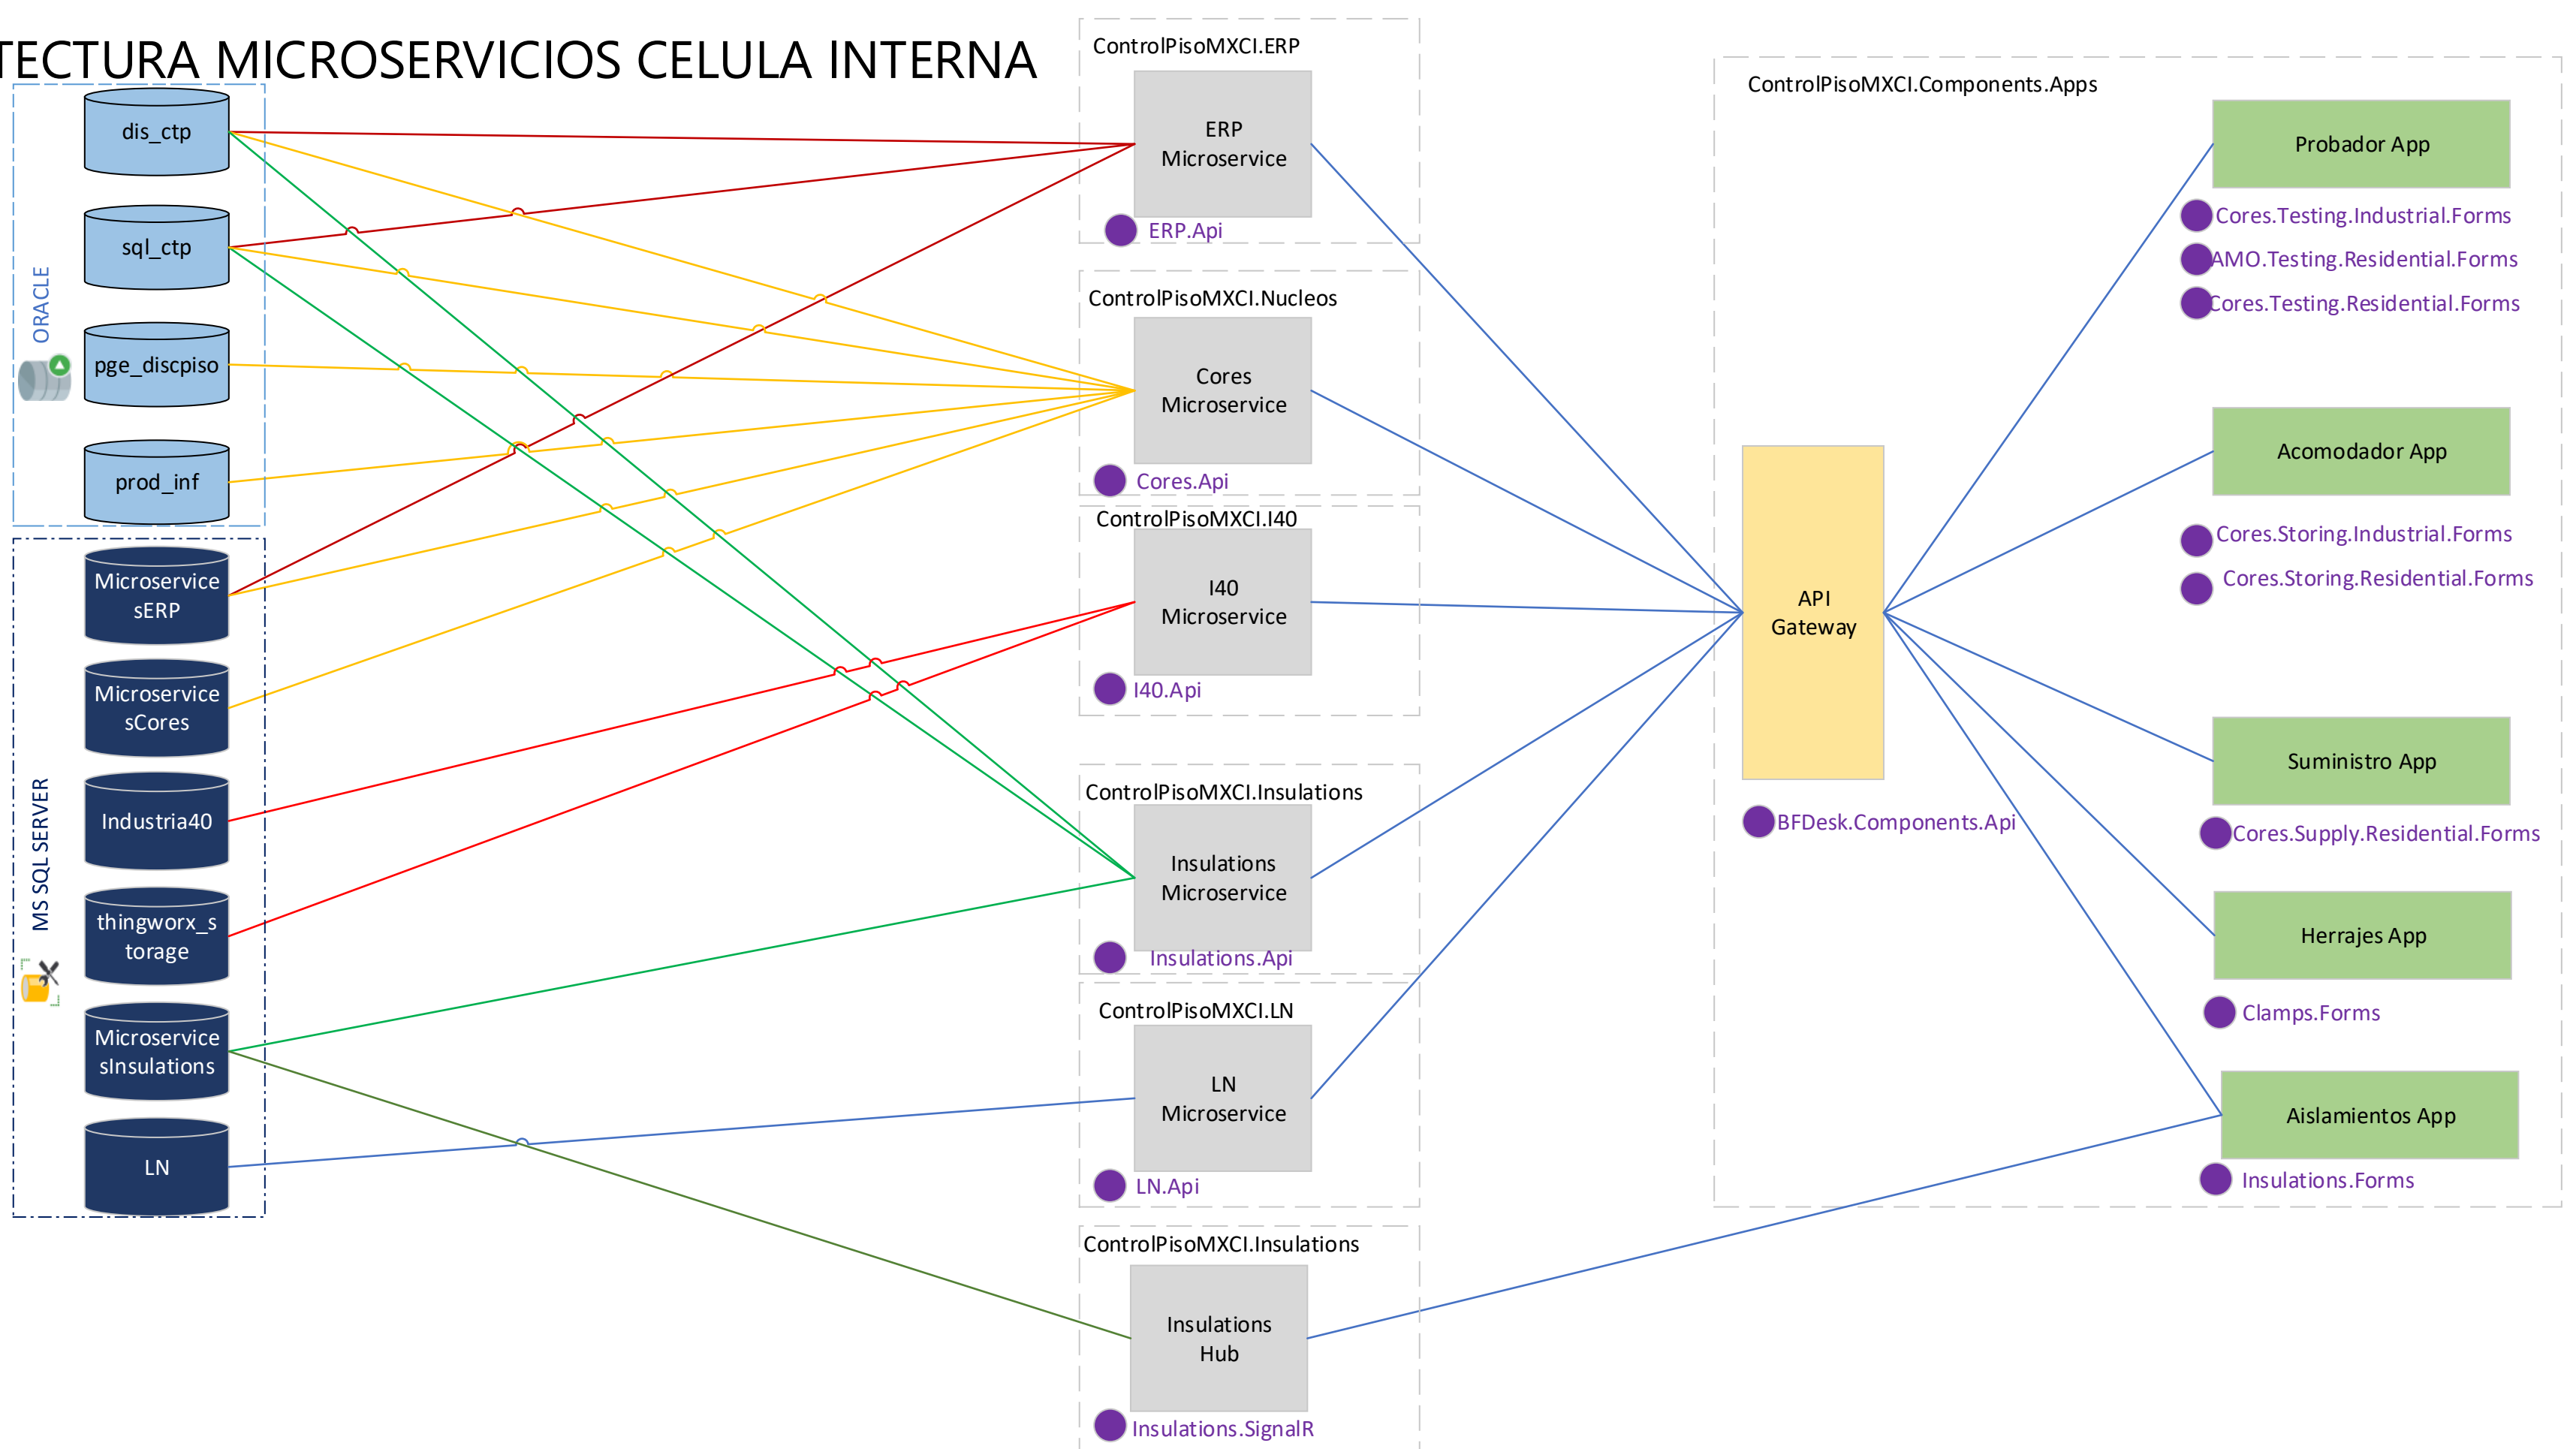 TECTURA MICROSERVICIOS CELULA INTERNA
ORACLE
dis_ctp
sql_ctp
pge_discpiso
prod_inf
MS SQL SERVER
Microservice
sERP
Microservice
sCores
Industria40
thingworx_s
torage
Microservice
sInsulations
LN
ControlPisoMXCI.ERP
ERP
Microservice
ERP.Api
ControlPisoMXCI.Nucleos
Cores
Microservice
Cores.Api
ControlPisoMXCI.I40
I40
Microservice
I40.Api
ControlPisoMXCI.Insulations
Insulations
Microservice
Insulations.Api
ControlPisoMXCI.LN
LN
Microservice
LN.Api
ControlPisoMXCI.Insulations
Insulations
Hub
Insulations.SignalR
ControlPisoMXCI.Components.Apps
API
Gateway
BFDesk.Components.Api
Probador App
Cores.Testing.Industrial.Forms
AMO.Testing.Residential.Forms
Cores.Testing.Residential.Forms
Acomodador App
Cores.Storing.Industrial.Forms
Cores.Storing.Residential.Forms
Suministro App
Cores.Supply.Residential.Forms
Herrajes App
Clamps.Forms
Aislamientos App
Insulations.Forms